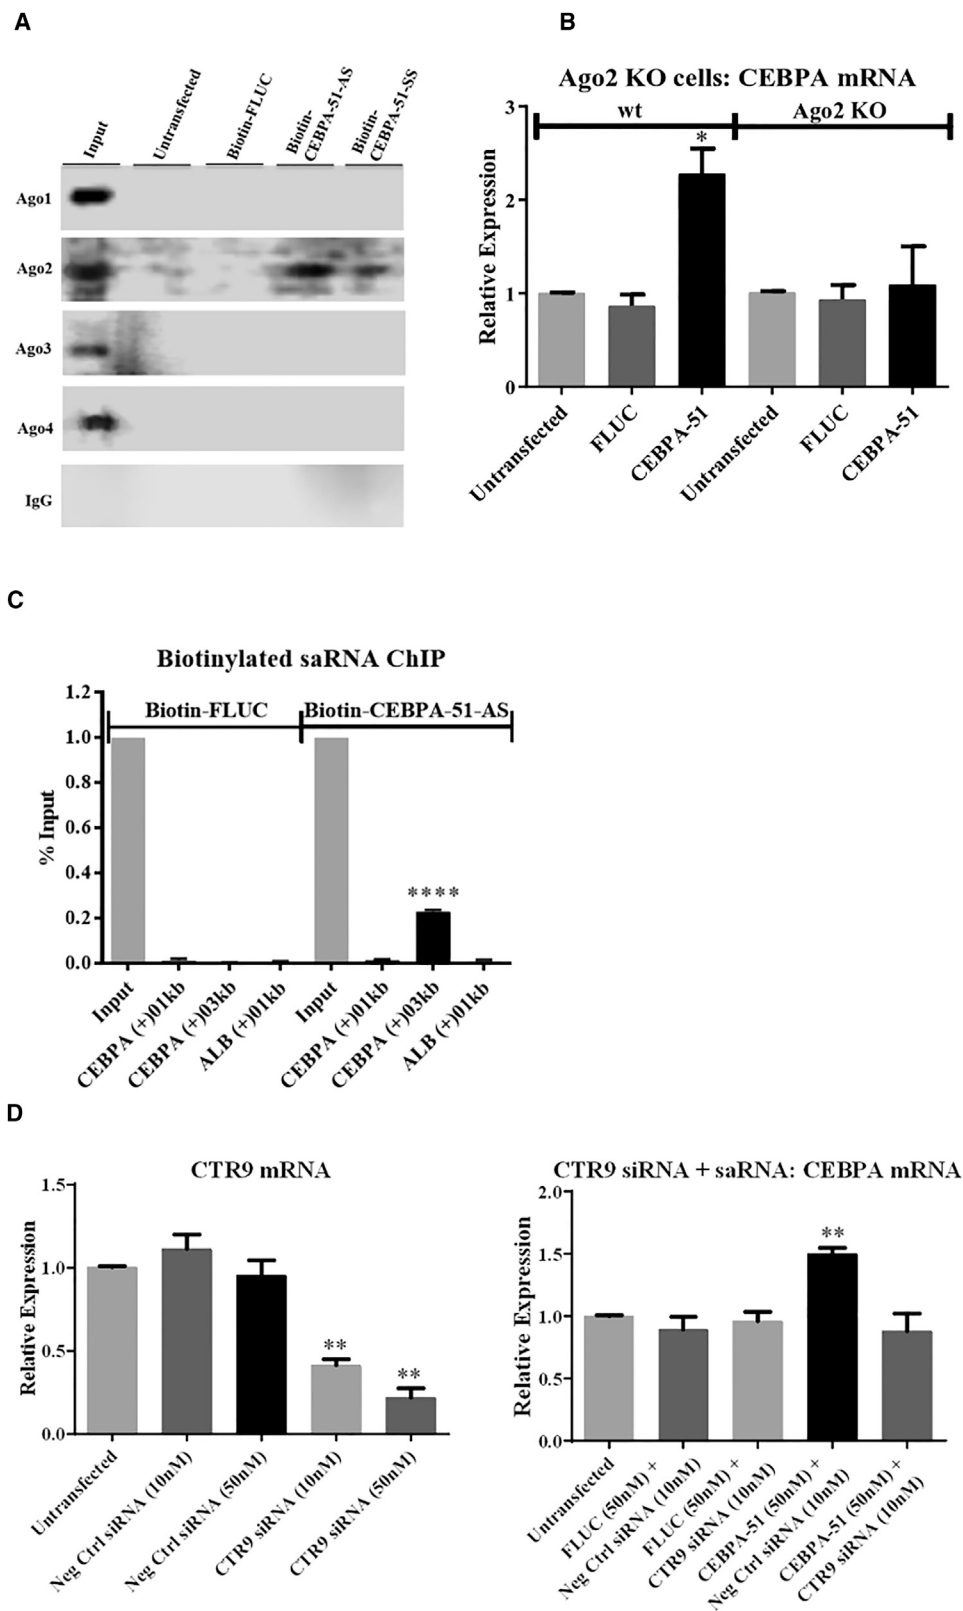 A
Input
Untransfected
Biotin-FLUC
Biotin-
CEBPA-51-AS
Biotin-
CEBPA-51-SS
Ago1
Ago2
Ago3
Ago4
IgG
B
Ago2 KO cells: CEBPA mRNA
wt
Ago2 KO
*
Relative Expression
3
2
1
0
Untransfected
FLUC
CEBPA-51
Untransfected
FLUC
CEBPA-51
C
Biotinylated saRNA ChIP
Biotin-FLUC
Biotin-CEBPA-51-AS
% Input
1.2
1.0
0.8
0.6
0.4
0.2
0.0
****
Input
CEBPA (+)01kb
CEBPA (+)03kb
ALB (+)01kb
Input
CEBPA (+)01kb
CEBPA (+)03kb
ALB (+)01kb
D
CTR9 mRNA
Relative Expression
1.5
1.0
0.5
0.0
**
**
Untransfected
Neg Ctrl siRNA (10nM)
Neg Ctrl siRNA (50nM)
CTR9 siRNA (10nM)
CTR9 siRNA (50nM)
CTR9 siRNA + saRNA: CEBPA mRNA
Relative Expression
2.0
1.5
1.0
0.5
0.0
**
Untransfected
FLUC (50nM) +
Neg Ctrl siRNA (10nM)
FLUC (50nM) +
CTR9 siRNA (10nM)
CEBPA-51 (50nM) +
Neg Ctrl siRNA (10nM)
CEBPA-51 (50nM) +
CTR9 siRNA (10nM)